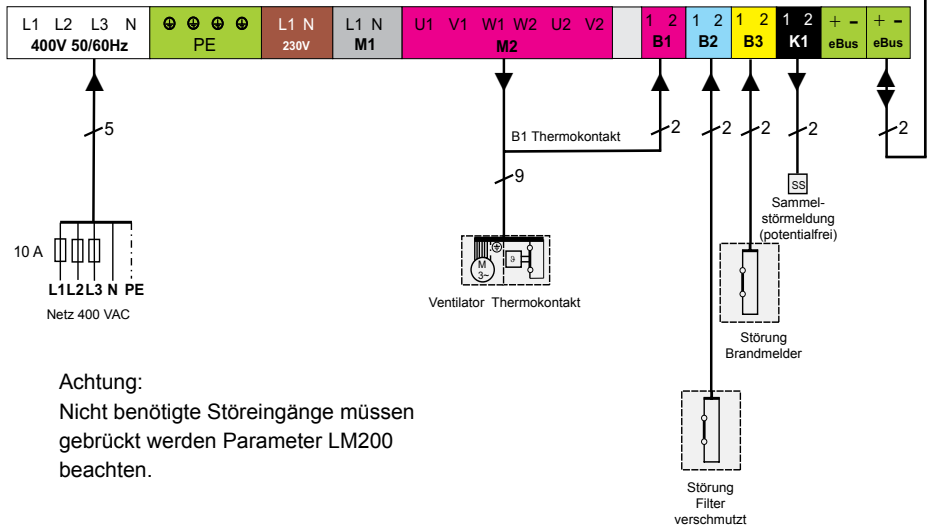 L1 L2 L3 N
400V 50/60Hz
PE
L1 N
230V
L1 N
M1
U1 V1 W1 W2 U2 V2
M2
1 2
B1
1 2
B2
1 2
B3
1 2
K1
+ -
eBus
+ -
eBus
5
B1 Thermokontakt
2
2
2
2
2
9
SS
Sammel-
störmeldung
(potentialfrei)
10 A
L1 L2 L3 N PE
Netz 400 VAC
M
3~
ϑ
Ventilator Thermokontakt
Störung
Brandmelder
Achtung:
Nicht benötigte Störeingänge müssen
gebrückt werden Parameter LM200
beachten.
Störung
Filter
verschmutzt